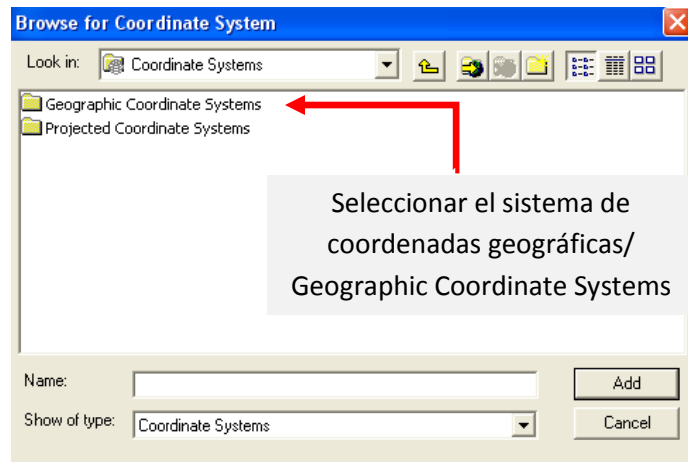 Browse for Coordinate System
Look in: Coordinate Systems
Geographic Coordinate Systems
Projected Coordinate Systems
Seleccionar el sistema de
coordenadas geográficas/
Geographic Coordinate Systems
Name: Add
Show of type: Coordinate Systems Cancel